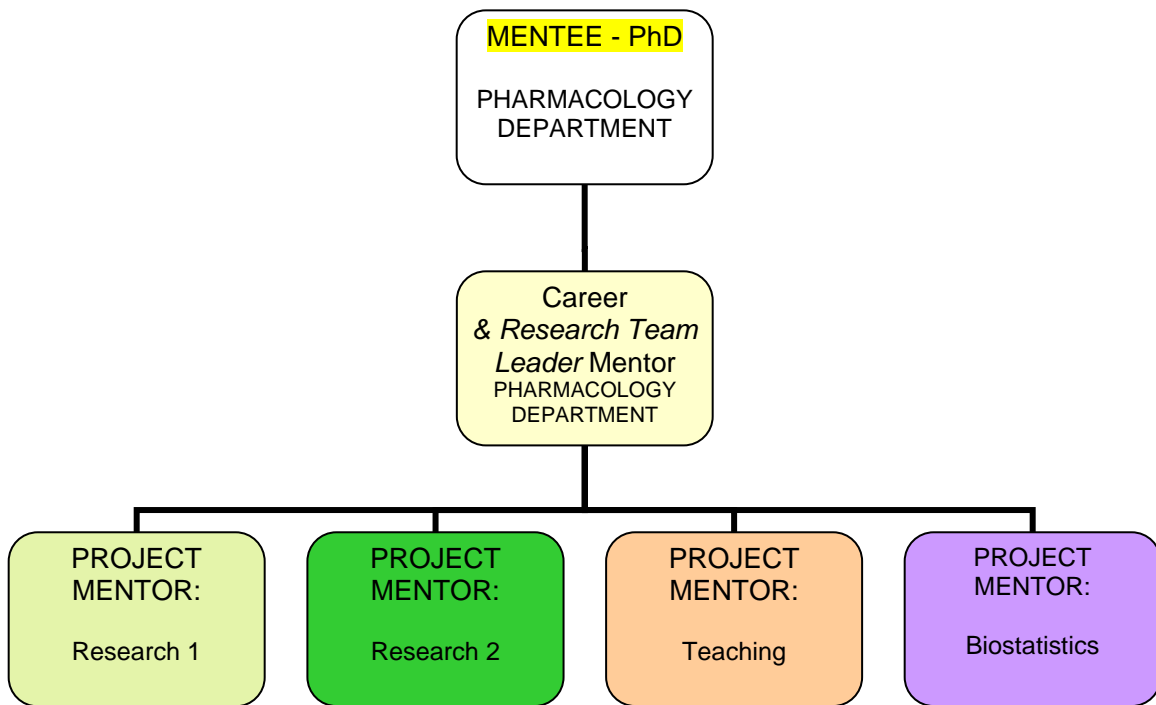 MENTEE - PhD
PHARMACOLOGY
DEPARTMENT
Career
& Research Team
Leader Mentor
PHARMACOLOGY
DEPARTMENT
PROJECT
MENTOR:
Research 1
PROJECT
MENTOR:
Research 2
PROJECT
MENTOR:
Teaching
PROJECT
MENTOR:
Biostatistics